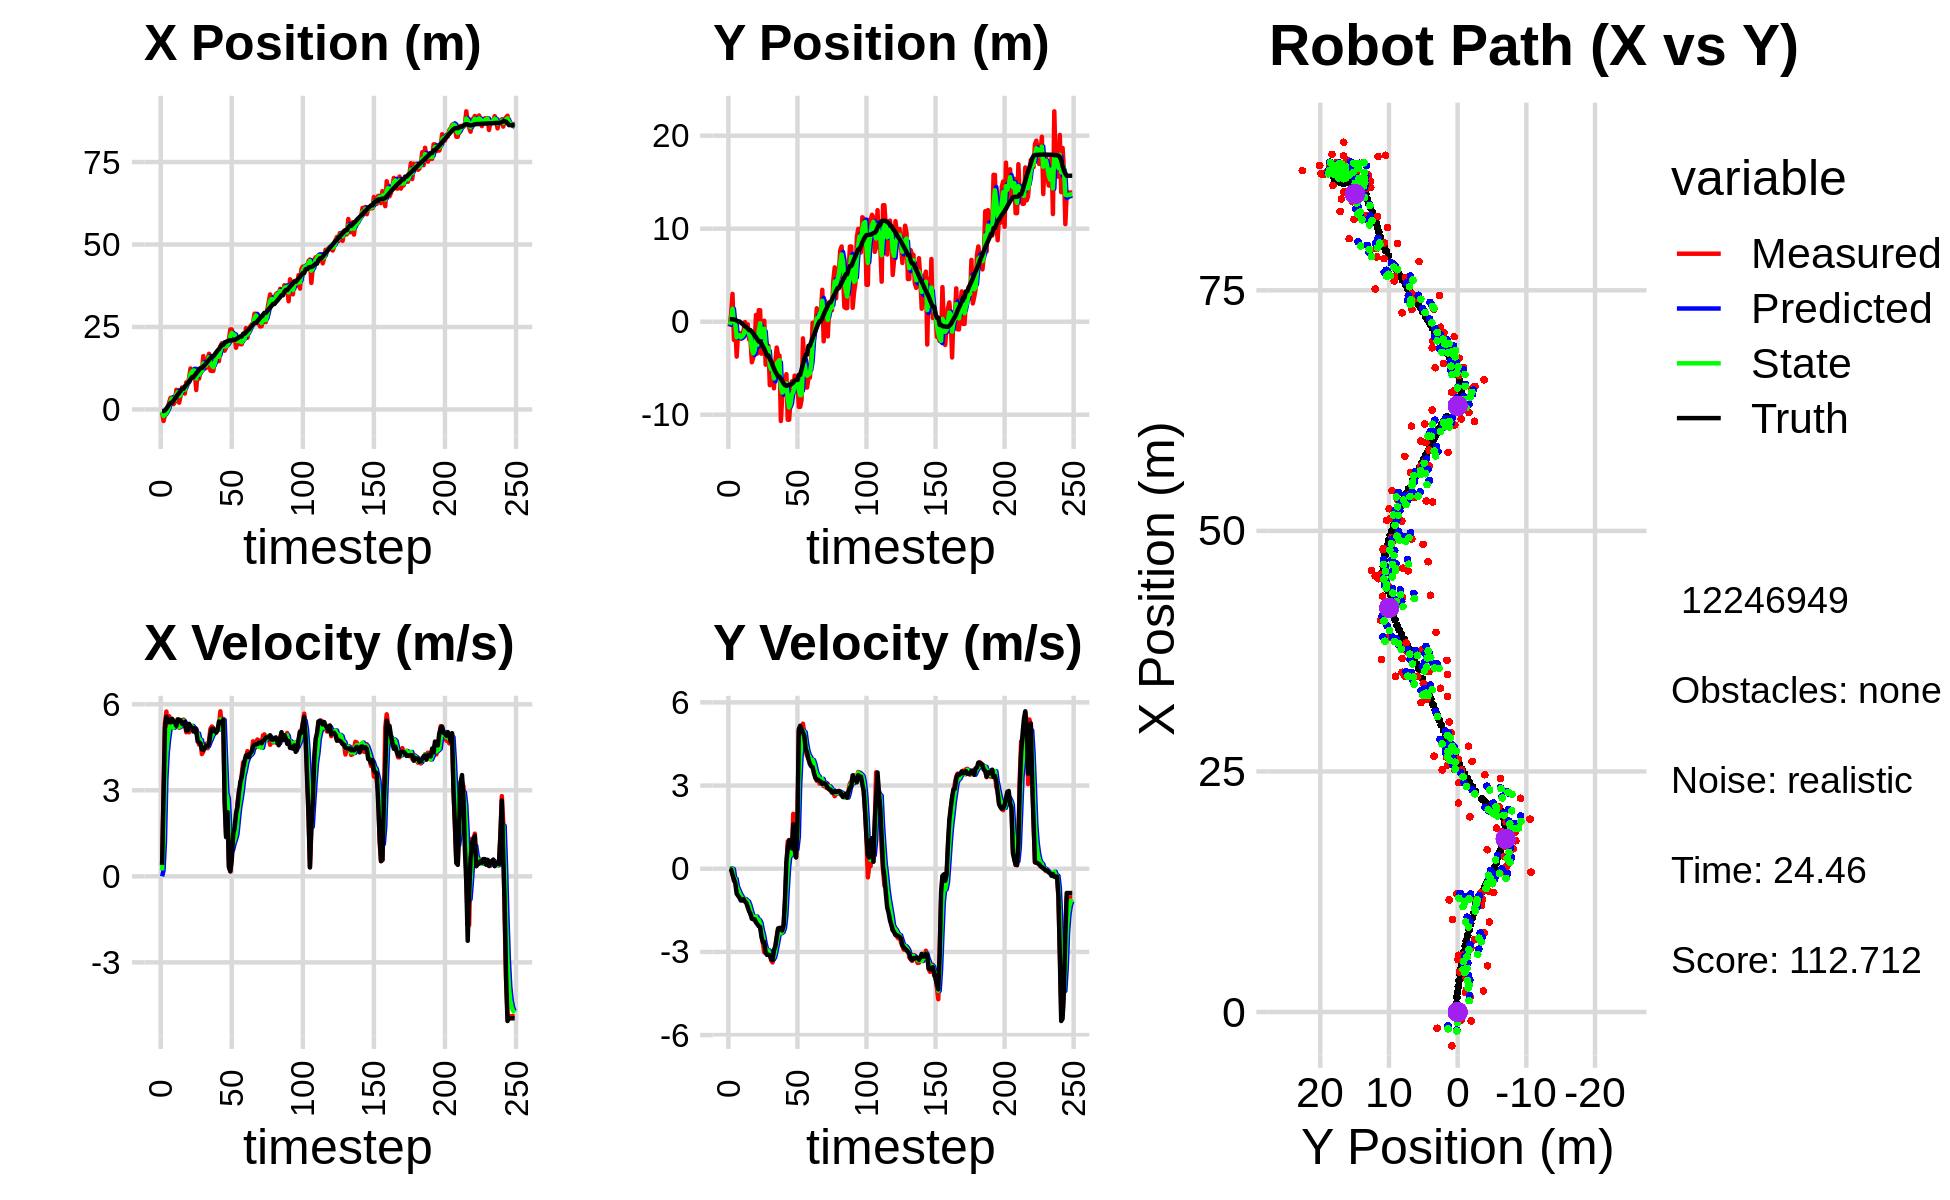 X Position (m)
75
50
25
0
0 50 100 150 200 250
timestep
Y Position (m)
20
10
0
-10
0 50 100 150 200 250
timestep
X Velocity (m/s)
6
3
0
-3
0 50 100 150 200 250
timestep
Y Velocity (m/s)
6
3
0
-3
-6
0 50 100 150 200 250
timestep
Robot Path (X vs Y)
X Position (m)
75
50
25
0
20 10 0 -10 -20
Y Position (m)
variable
Measured
Predicted
State
Truth
12246949
Obstacles: none
Noise: realistic
Time: 24.46
Score: 112.712